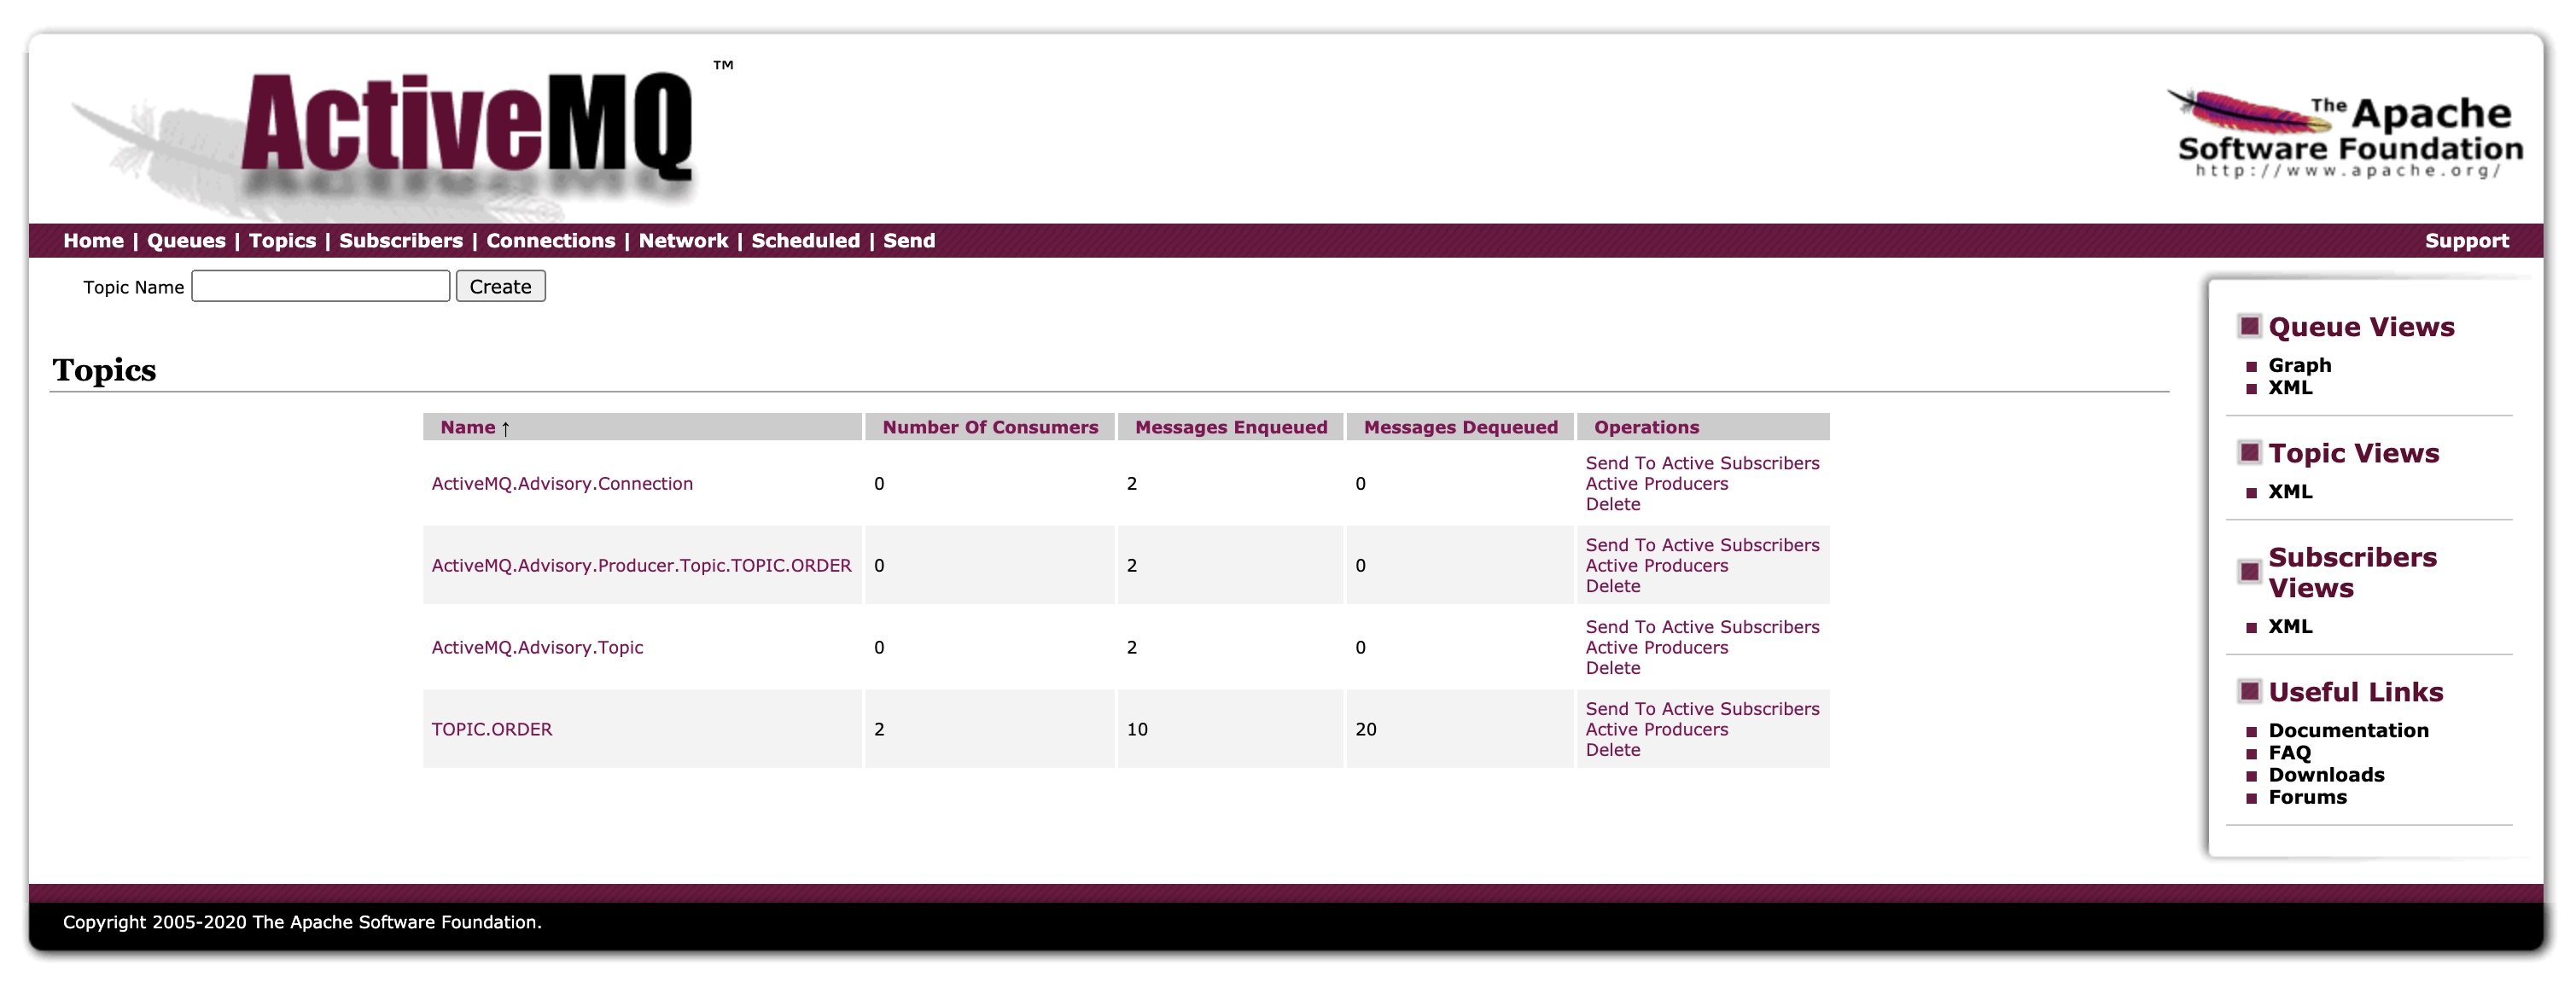 ActiveMQ™
The Apache
Software Foundation
http://www.apache.org/
Home | Queues | Topics | Subscribers | Connections | Network | Scheduled | Send
Support
Topic Name Create
Topics
Name ↑ Number Of Consumers Messages Enqueued Messages Dequeued Operations
ActiveMQ.Advisory.Connection 0 2 0 Send To Active Subscribers
Active Producers
Delete
ActiveMQ.Advisory.Producer.Topic.TOPIC.ORDER 0 2 0 Send To Active Subscribers
Active Producers
Delete
ActiveMQ.Advisory.Topic 0 2 0 Send To Active Subscribers
Active Producers
Delete
TOPIC.ORDER 2 10 20 Send To Active Subscribers
Active Producers
Delete
Queue Views
Graph
XML
Topic Views
XML
Subscribers
Views
XML
Useful Links
Documentation
FAQ
Downloads
Forums
Copyright 2005-2020 The Apache Software Foundation.